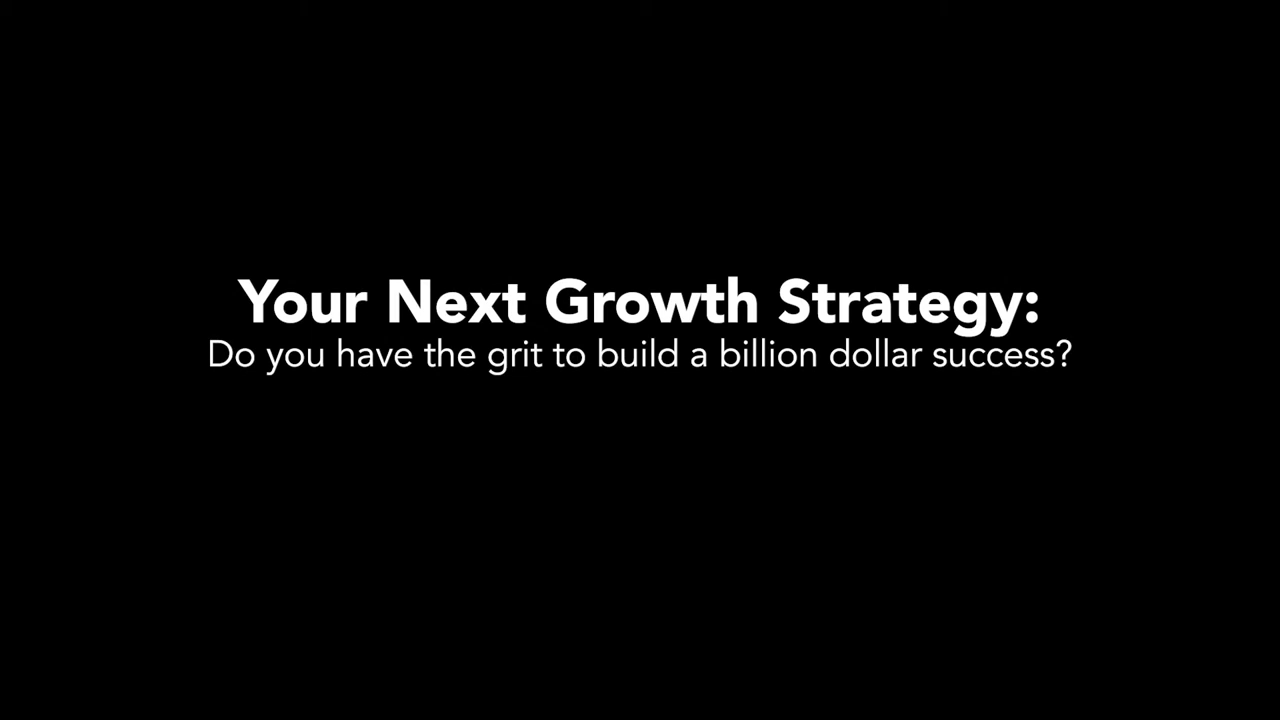 Your Next Growth Strategy:
Do you have the grit to build a billion dollar success?